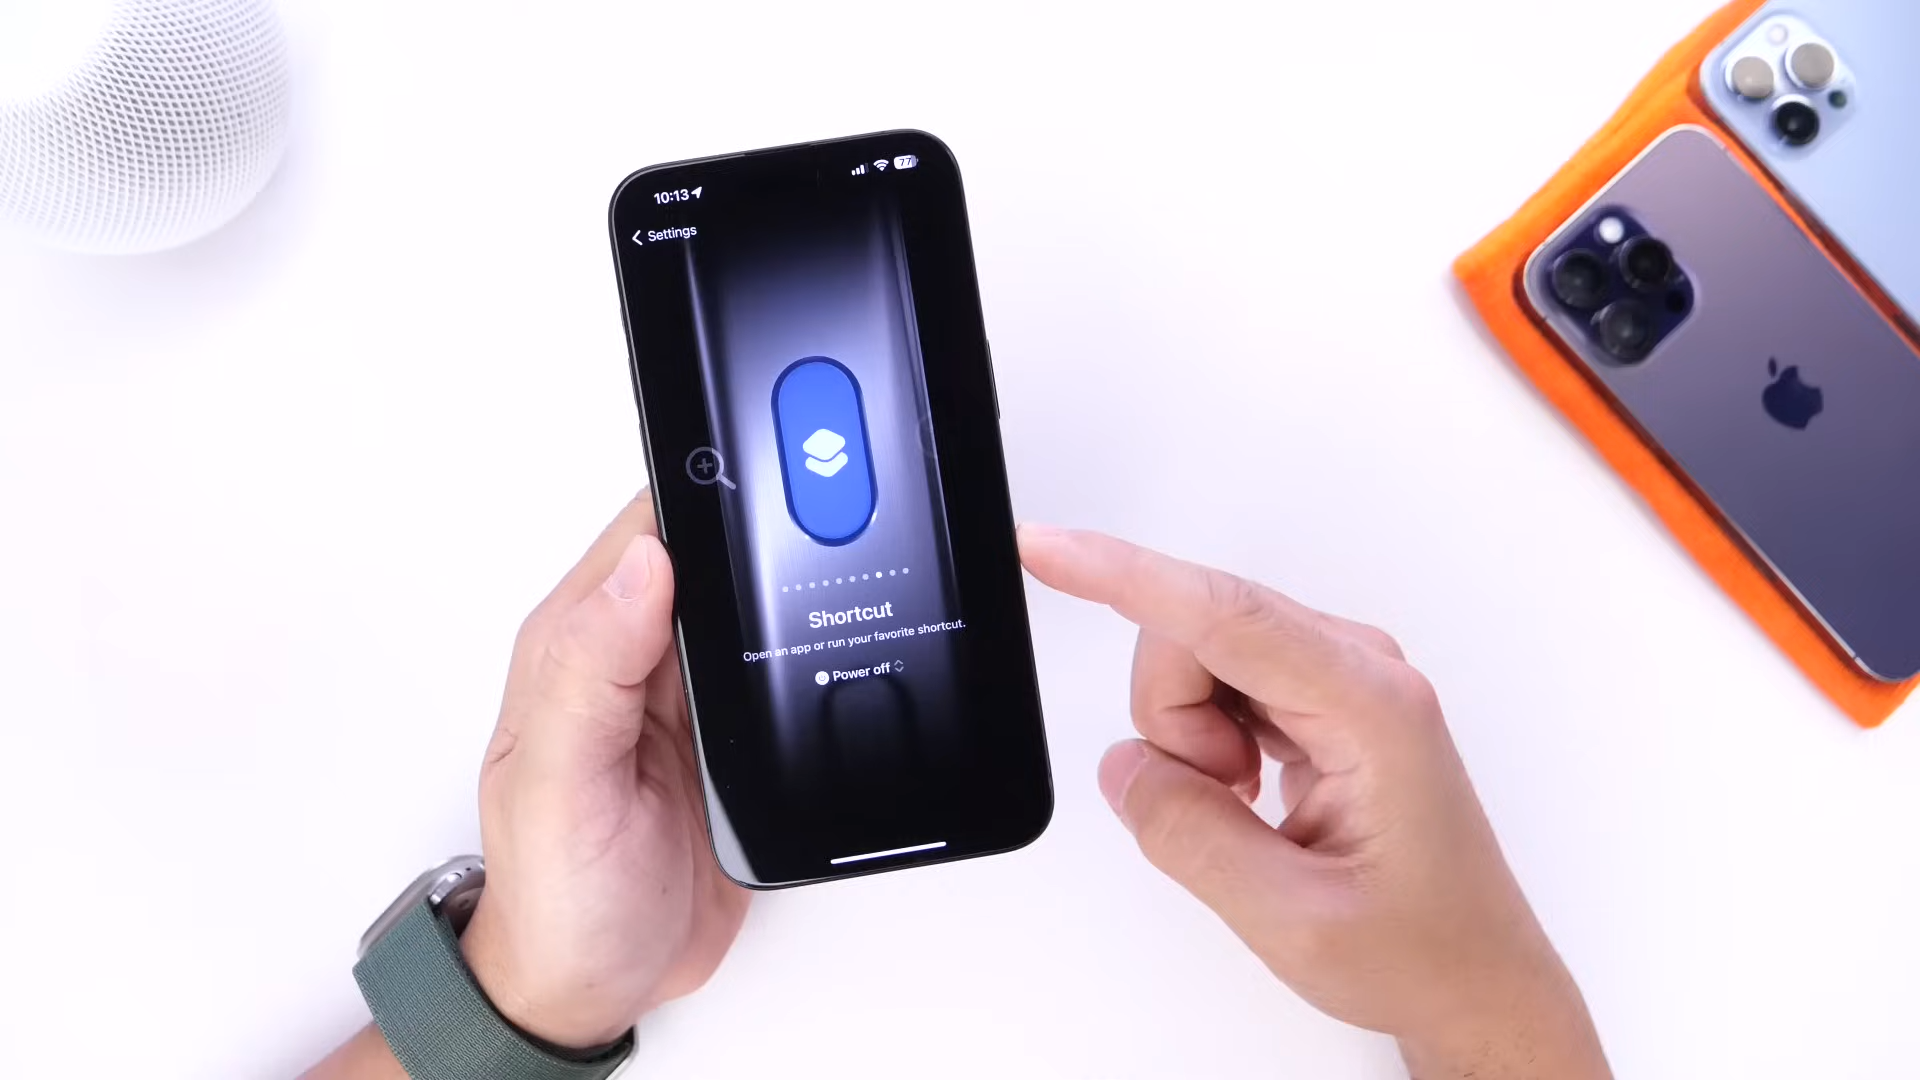 10:13
77
Settings
Shortcut
Open an app or run your favorite shortcut.
Power off